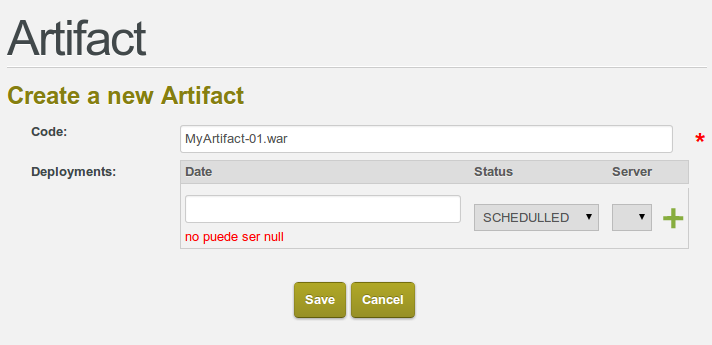 Artifact
Create a new Artifact
Code: MyArtifact-01.war *
Deployments: Date Status Server
SCHEDULLED
no puede ser null
Save Cancel